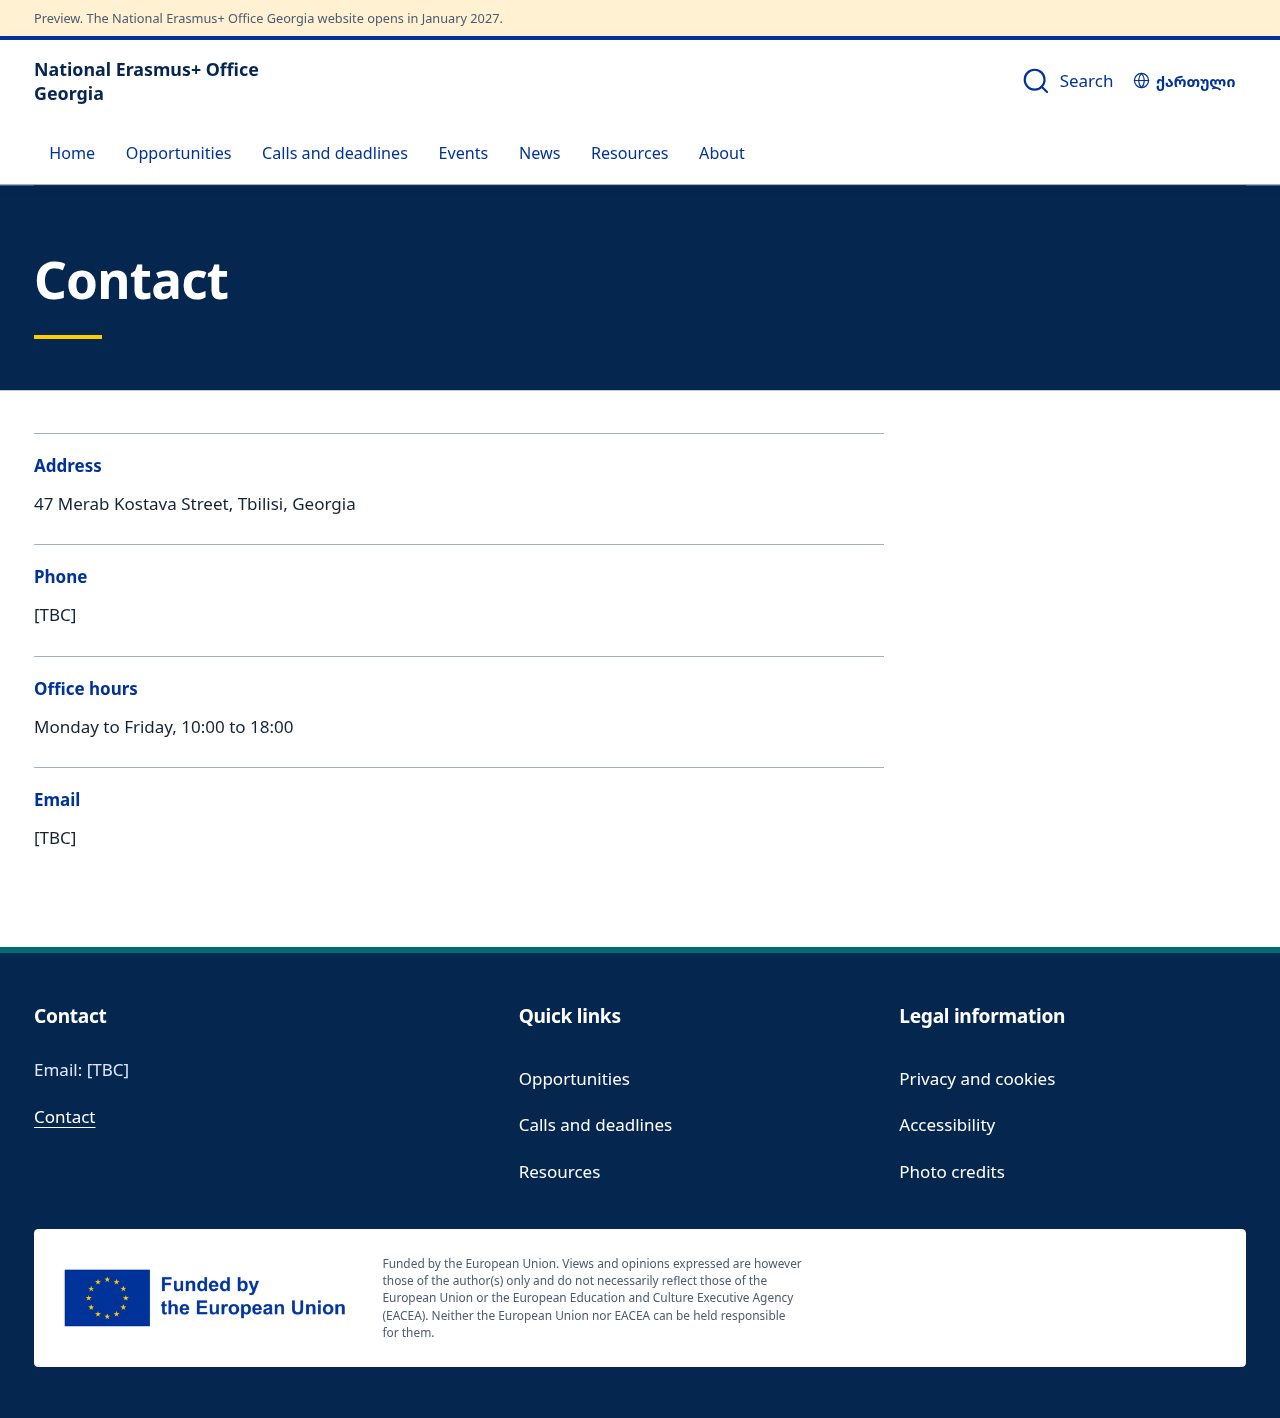 Preview. The National Erasmus+ Office Georgia website opens in January 2027.
National Erasmus+ Office
Georgia
Search
ქართული
Home
Opportunities
Calls and deadlines
Events
News
Resources
About
Contact
Address
47 Merab Kostava Street, Tbilisi, Georgia
Phone
[TBC]
Office hours
Monday to Friday, 10:00 to 18:00
Email
[TBC]
Contact
Email: [TBC]
Contact
Quick links
Opportunities
Calls and deadlines
Resources
Legal information
Privacy and cookies
Accessibility
Photo credits
Funded by
the European Union
Funded by the European Union. Views and opinions expressed are however
those of the author(s) only and do not necessarily reflect those of the
European Union or the European Education and Culture Executive Agency
(EACEA). Neither the European Union nor EACEA can be held responsible
for them.